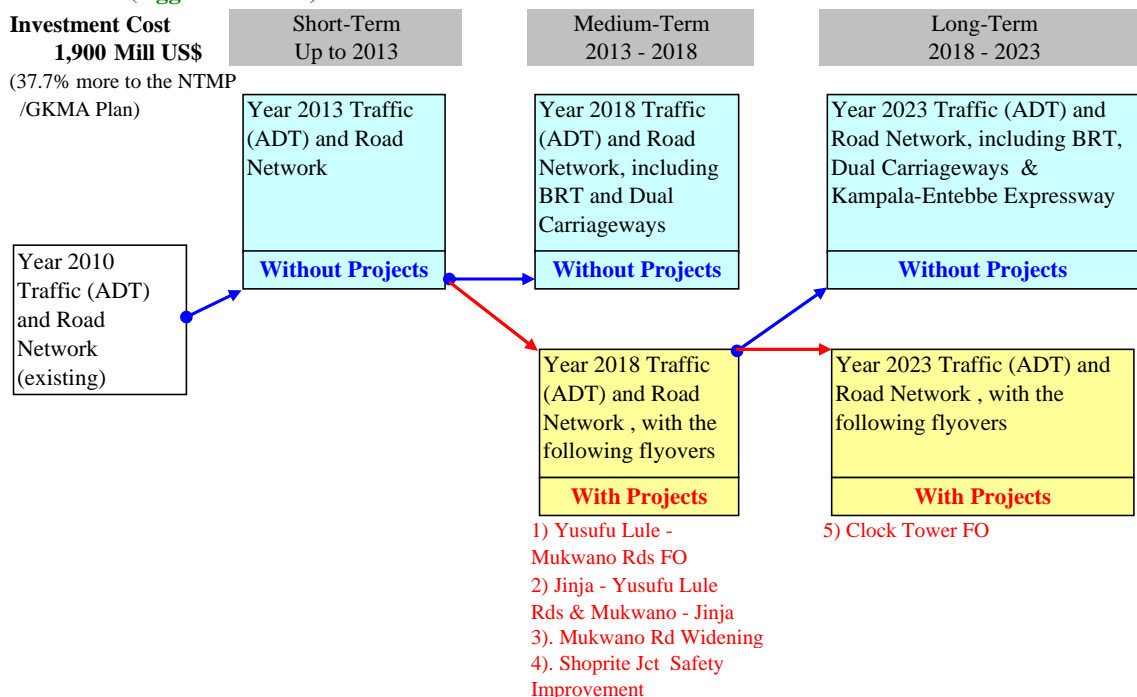 Investment Cost
1,900 Mill US$
(37.7% more to the NTMP
/GKMA Plan)
Short-Term
Up to 2013
Medium-Term
2013 - 2018
Long-Term
2018 - 2023
Year 2013 Traffic
(ADT) and Road
Network
Without Projects
Year 2018 Traffic
(ADT) and Road
Network, including
BRT and Dual
Carriageways
Without Projects
Year 2023 Traffic (ADT) and
Road Network, including BRT,
Dual Carriageways &
Kampala-Entebbe Expressway
Without Projects
Year 2010
Traffic (ADT)
and Road
Network
(existing)
Year 2018 Traffic
(ADT) and Road
Network , with the
following flyovers
With Projects
Year 2023 Traffic (ADT) and
Road Network , with the
following flyovers
With Projects
1) Yusufu Lule -
Mukwano Rds FO
2) Jinja - Yusufu Lule
Rds & Mukwano - Jinja
3). Mukwano Rd Widening
4). Shoprite Jct Safety
Improvement
5) Clock Tower FO